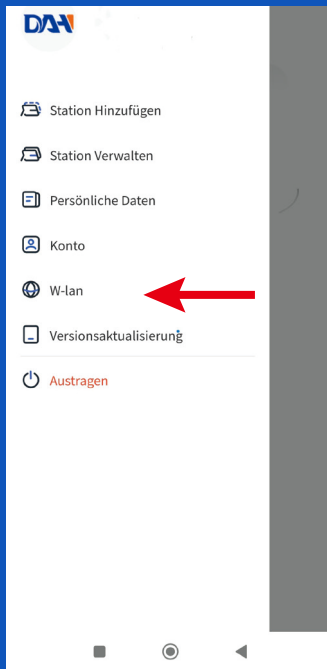 DAH
Station Hinzufügen
Station Verwalten
Persönliche Daten
Konto
W-lan
Versionsaktualisierung
Austragen